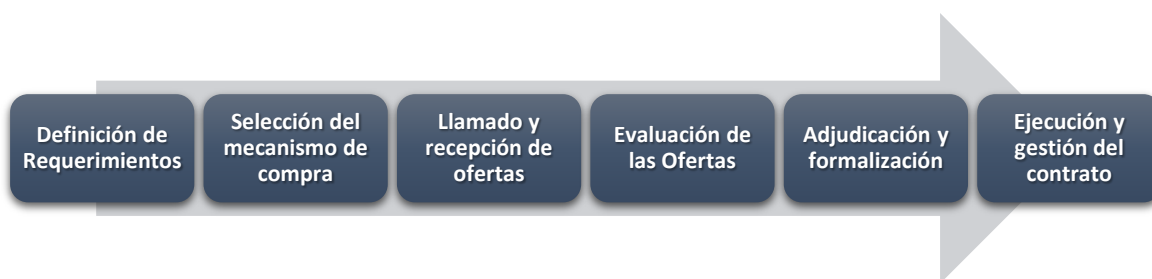 Definición de
Requerimientos
Selección del
mecanismo de
compra
Llamado y
recepción de
ofertas
Evaluación de
las Ofertas
Adjudicación y
formalización
Ejecución y
gestión del
contrato